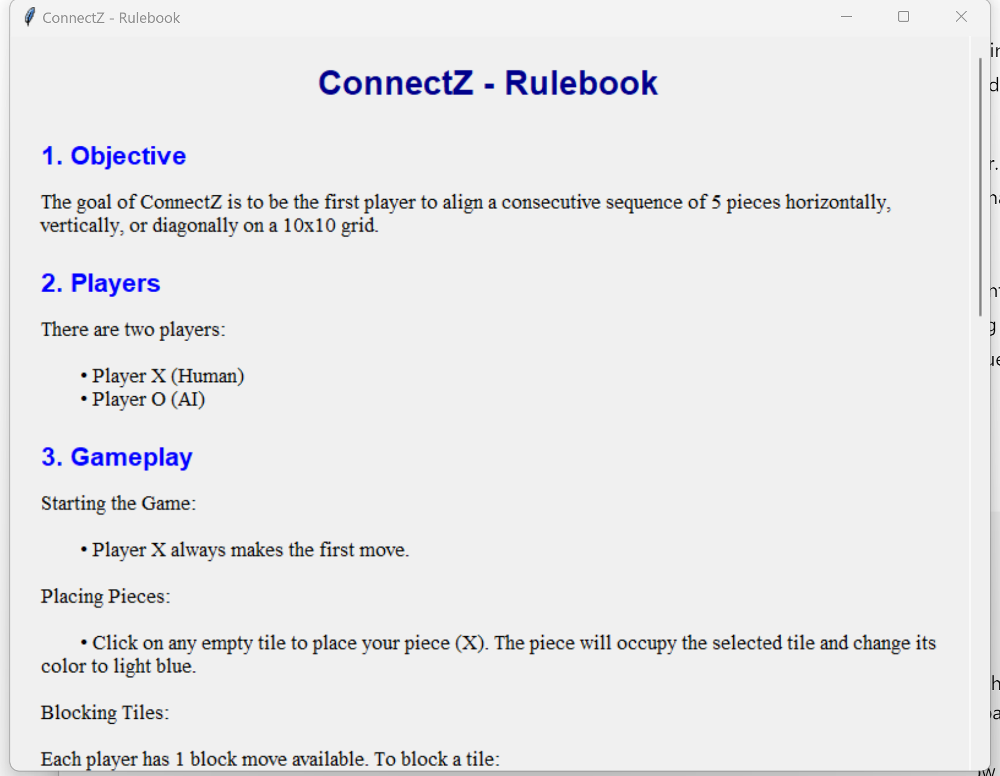 ConnectZ - Rulebook
ConnectZ - Rulebook
1. Objective
The goal of ConnectZ is to be the first player to align a consecutive sequence of 5 pieces horizontally,
vertically, or diagonally on a 10x10 grid.
2. Players
There are two players:
• Player X (Human)
• Player O (AI)
3. Gameplay
Starting the Game:
• Player X always makes the first move.
Placing Pieces:
• Click on any empty tile to place your piece (X). The piece will occupy the selected tile and change its
color to light blue.
Blocking Tiles:
Each player has 1 block move available. To block a tile: